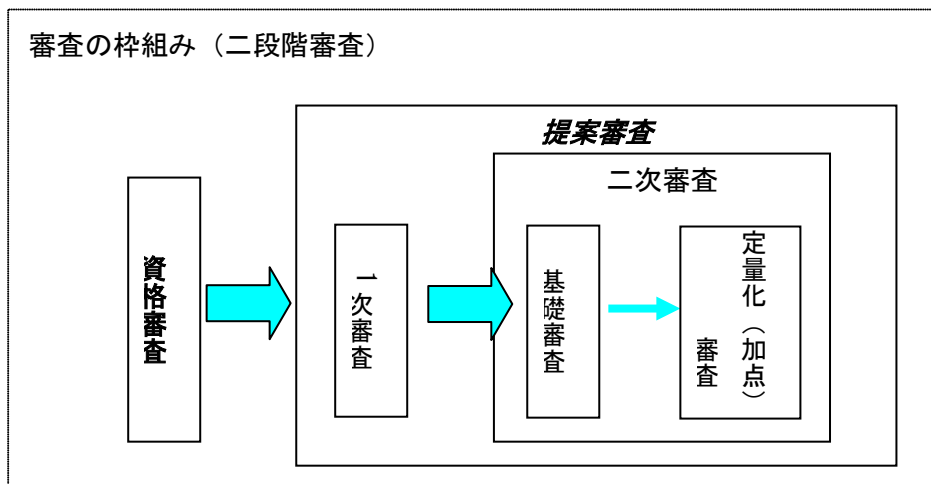 審査の枠組み（二段階審査）
提案審査
二次審査
資格審査
一次審査
基礎審査
定量化（加点）
審査